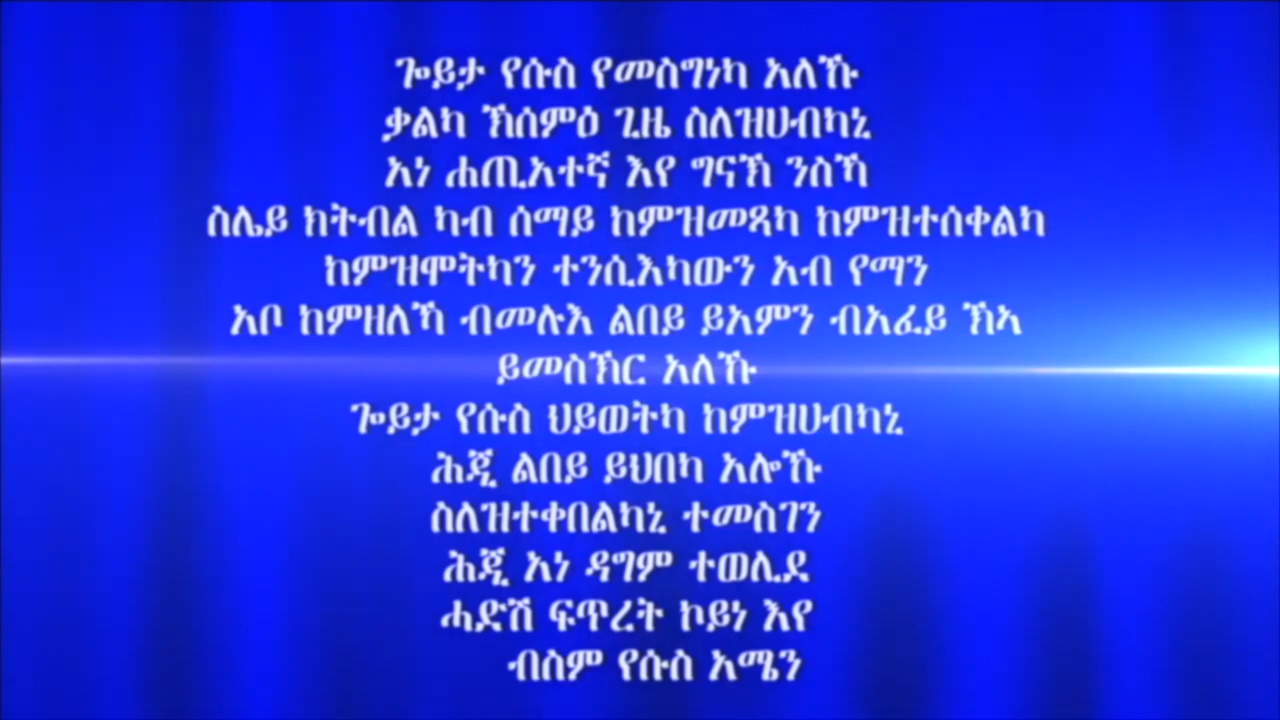 ጐይታ የሱስ የመስግነካ አለኹ
ቃልካ ኽሰምዕ ጊዜ ስለዝሀብካኒ
አነ ሐጢአተኛ እየ ግናኽ ንስኻ
ስሌይ ክትብል ካብ ሰማይ ከምዝመጻካ ከምዝተሰቀልካ
ከምዝሞትካን ተንሲእካውን አብ የማን
አቦ ከምዘለኻ ብመሉእ ልበይ ይአምን ብአፈይ ኽኣ
ይመስኽር አለኹ
ጐይታ የሱስ ህይወትካ ከምዝሀብካኒ
ሕጂ ልበይ ይህበካ አሎኹ
ስለዝተቀበልካኒ ተመስገን
ሕጂ አነ ዳግም ተወሊደ
ሓድሽ ፍጥረት ኮይነ እየ
ብስም የሱስ አሜን